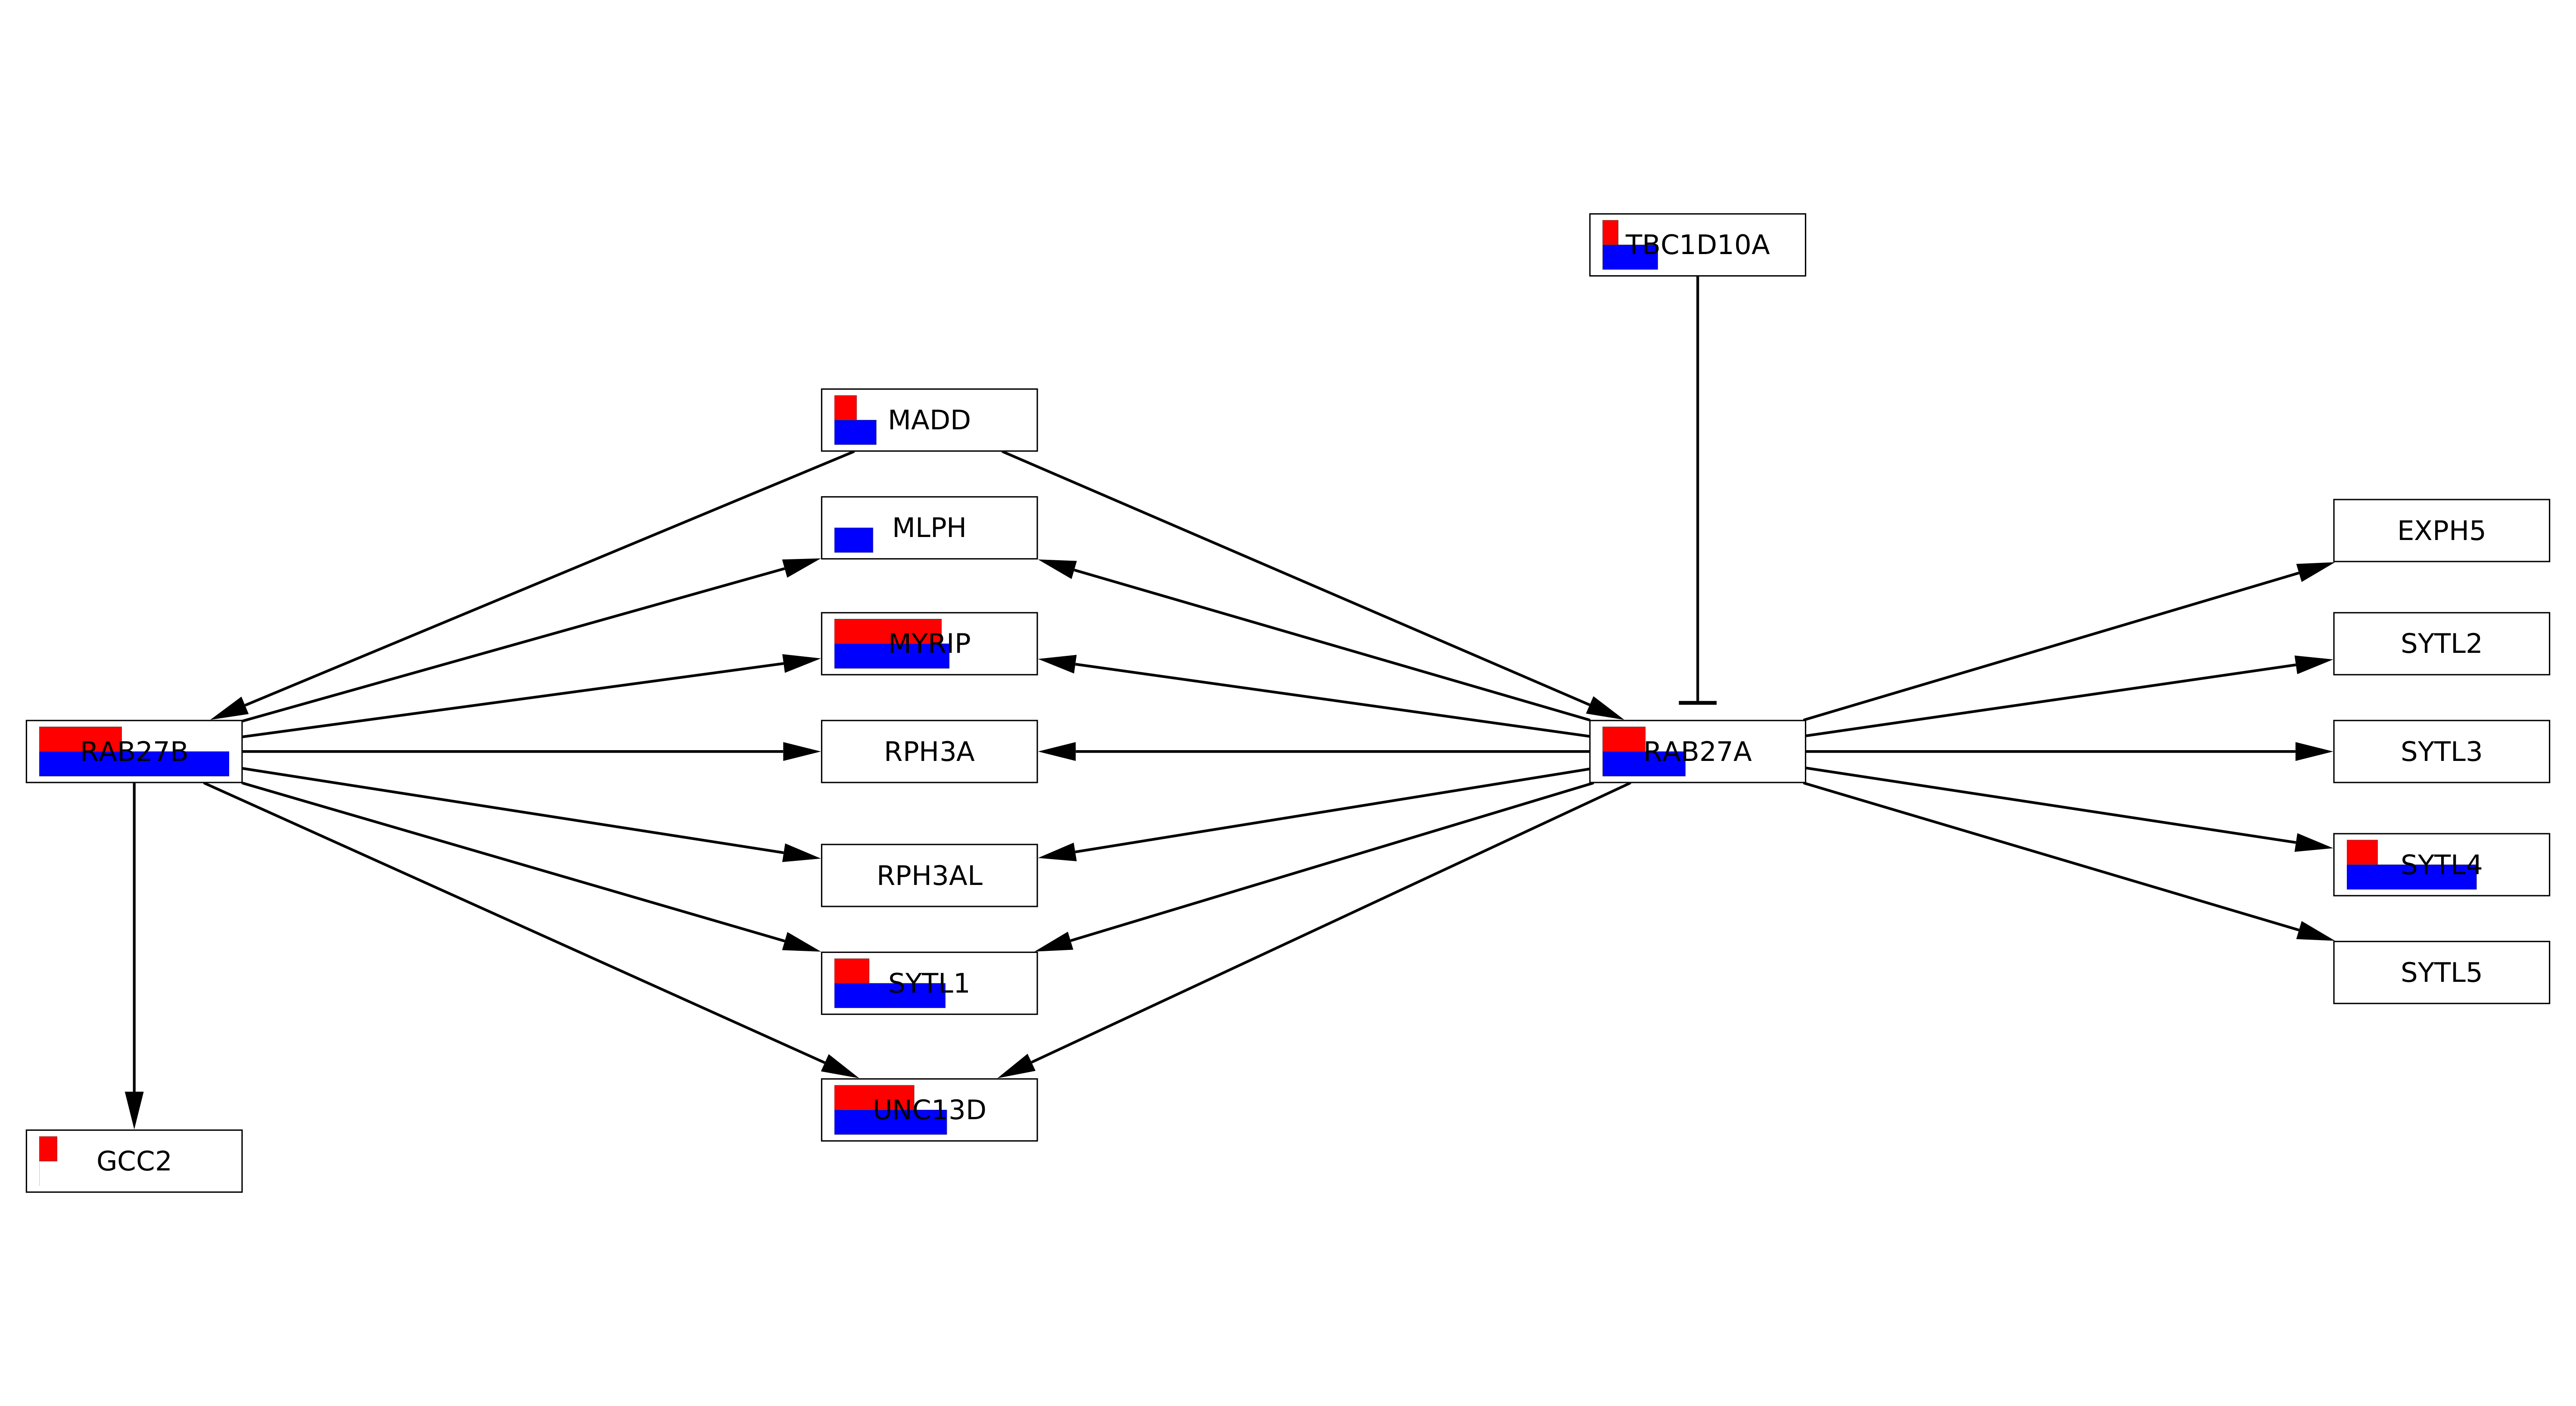 TBC1D10A
MADD
MLPH
EXPH5
MYRIP
SYTL2
RAB27B
RPH3A
RAB27A
SYTL3
RPH3AL
SYTL4
SYTL1
SYTL5
UNC13D
GCC2